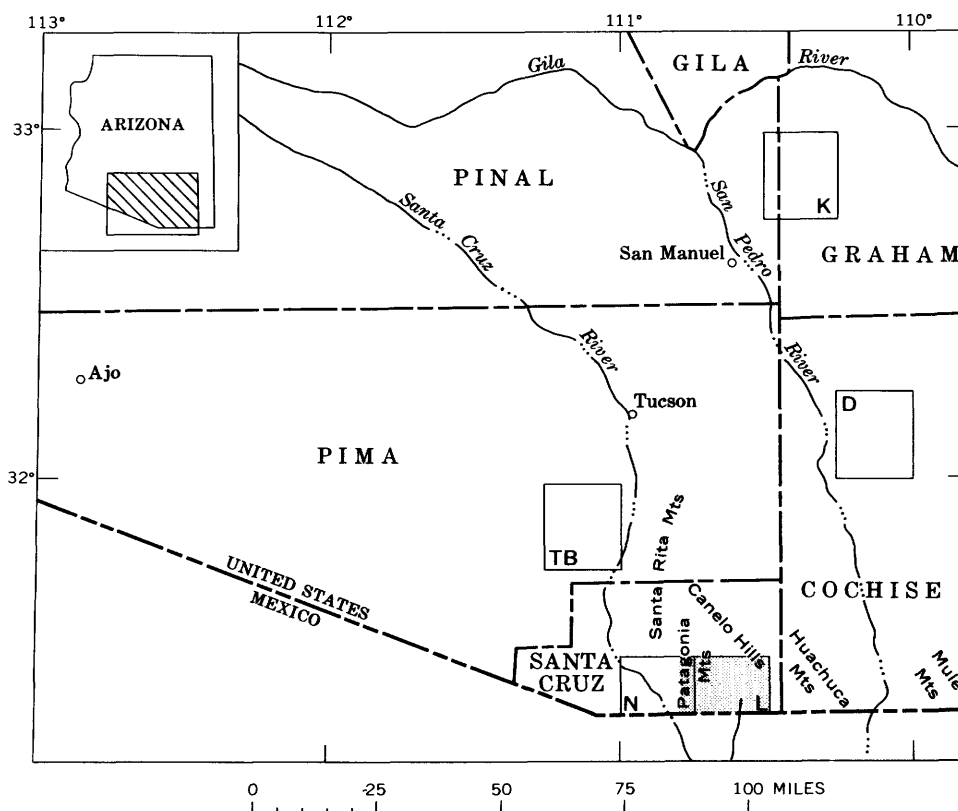 113° 112° 111° 110°
Gila
GILA
River
ARIZONA
33°
PINAL
San
K
Santa
Cruz
San Manuel
Pedro
GRAHAM
River
River
Ajo
Tucson
D
PIMA
32°
TB
Santa Rita Mts
UNITED STATES
MEXICO
Canelo Hills
COCHISE
SANTA
CRUZ
Patagonia
Mts
Huachuca
Mts
Mule
Mts
N
L
0 25 50 75 100 MILES